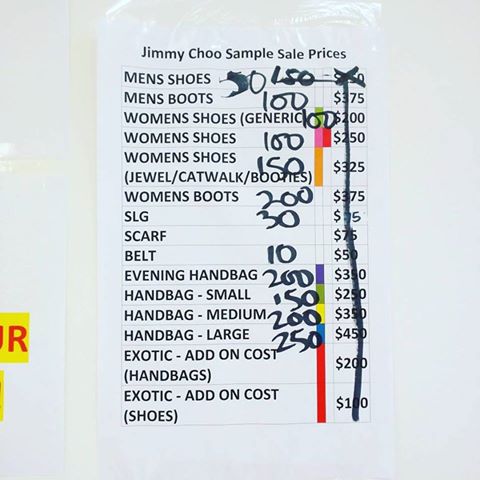 Jimmy Choo Sample Sale Prices
MENS SHOES 50 150
MENS BOOTS 100 $375
WOMENS SHOES (GENERIC 100 $200
WOMENS SHOES 100 $250
WOMENS SHOES
(JEWEL/CATWALK/BOOTIES) 150 $325
WOMENS BOOTS 200 $375
SLG 30 $75
SCARF $75
BELT 10 $50
EVENING HANDBAG 200 $350
HANDBAG - SMALL 150 $250
HANDBAG - MEDIUM 200 $350
HANDBAG - LARGE 250 $450
EXOTIC - ADD ON COST
(HANDBAGS) $200
EXOTIC - ADD ON COST
(SHOES) $100
UR